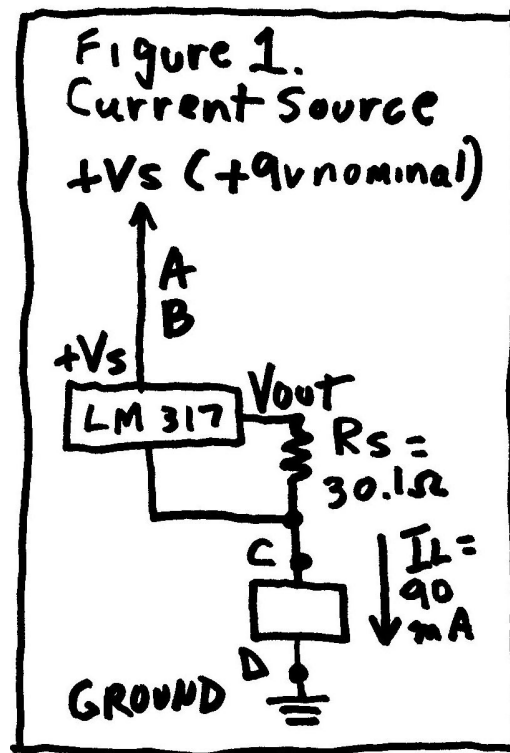 Figure 1.
Current Source
+Vs (+9v nominal)
A
B
+Vs
LM 317
Vout
Rs =
30.1Ω
C
IL =
90
mA
D
GROUND